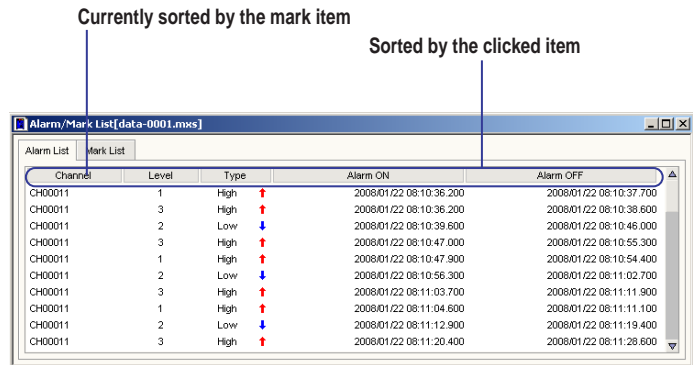 Currently sorted by the mark item
Sorted by the clicked item
Alarm/Mark List[data-0001.mxs]
Alarm List Mark List
Channel Level Type Alarm ON Alarm OFF
CH00011 1 High 2008/01/22 08:10:36.200 2008/01/22 08:10:37.700
CH00011 3 High 2008/01/22 08:10:36.200 2008/01/22 08:10:38.600
CH00011 2 Low 2008/01/22 08:10:39.600 2008/01/22 08:10:46.000
CH00011 3 High 2008/01/22 08:10:47.000 2008/01/22 08:10:55.300
CH00011 1 High 2008/01/22 08:10:47.900 2008/01/22 08:10:54.400
CH00011 2 Low 2008/01/22 08:10:56.300 2008/01/22 08:11:02.700
CH00011 3 High 2008/01/22 08:11:03.700 2008/01/22 08:11:11.900
CH00011 1 High 2008/01/22 08:11:04.600 2008/01/22 08:11:11.100
CH00011 2 Low 2008/01/22 08:11:12.900 2008/01/22 08:11:19.400
CH00011 3 High 2008/01/22 08:11:20.400 2008/01/22 08:11:28.600